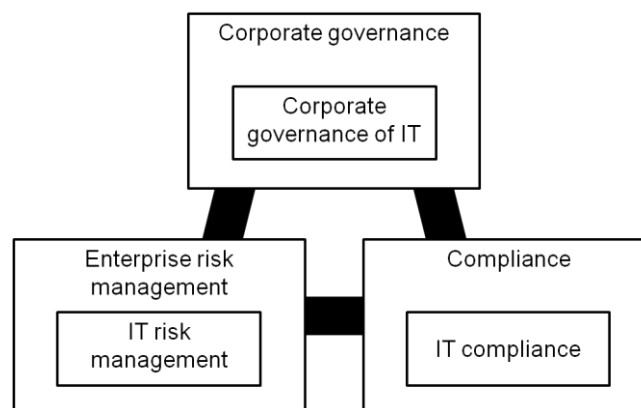 Corporate governance
Corporate
governance of IT
Enterprise risk
management
IT risk
management
Compliance
IT compliance